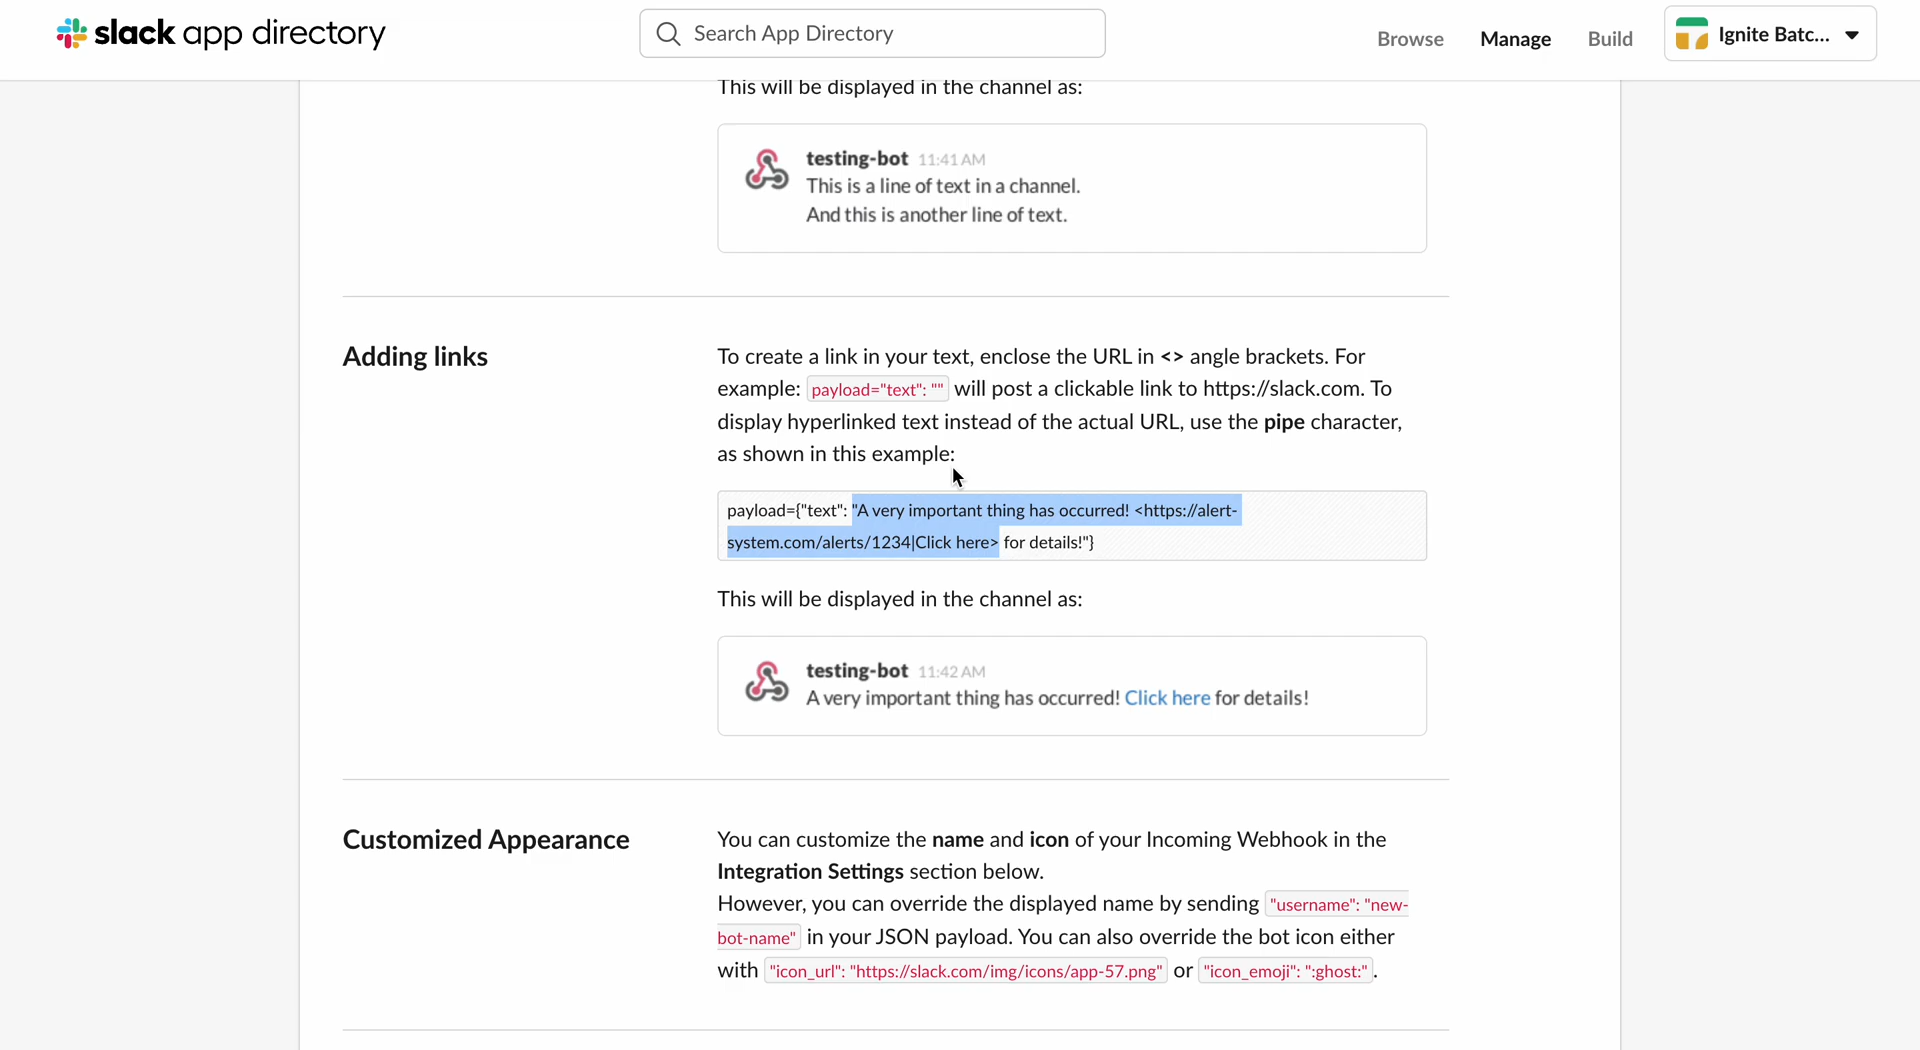 slack app directory
Search App Directory
Browse
Manage
Build
Ignite Batc...
This will be displayed in the channel as:
testing-bot 11:41 AM
This is a line of text in a channel.
And this is another line of text.
Adding links
To create a link in your text, enclose the URL in <> angle brackets. For
example: payload="text": "" will post a clickable link to https://slack.com. To
display hyperlinked text instead of the actual URL, use the pipe character,
as shown in this example:
payload={"text": "A very important thing has occurred! <https://alert-
system.com/alerts/1234|Click here> for details!"}
This will be displayed in the channel as:
testing-bot 11:42 AM
A very important thing has occurred! Click here for details!
Customized Appearance
You can customize the name and icon of your Incoming Webhook in the
Integration Settings section below.
However, you can override the displayed name by sending "username": "new-
bot-name" in your JSON payload. You can also override the bot icon either
with "icon_url": "https://slack.com/img/icons/app-57.png" or "icon_emoji": ":ghost:".